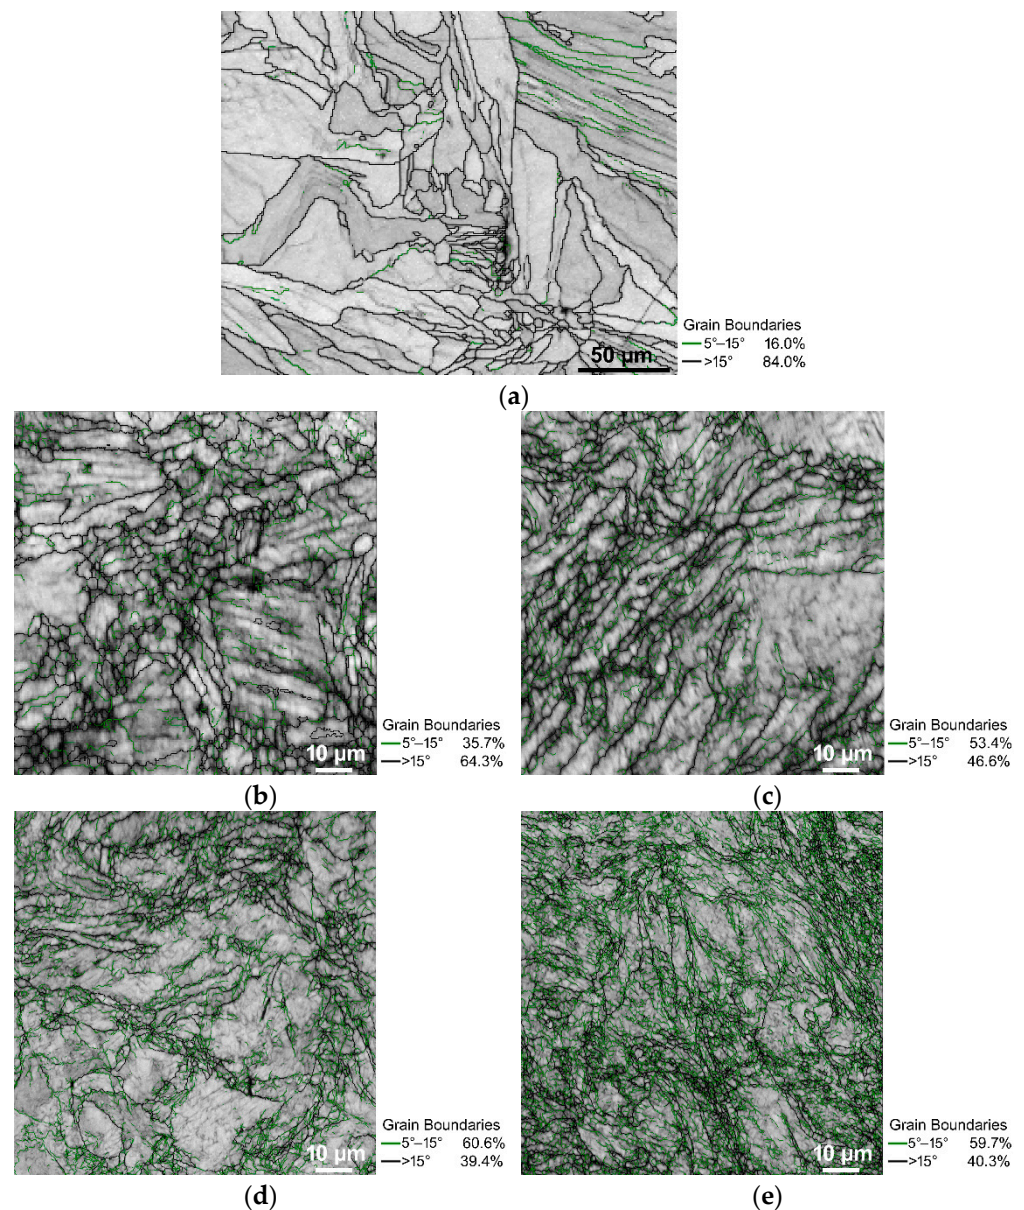 Grain Boundaries
5°–15° 16.0%
50 µm
>15° 84.0%
(a)
Grain Boundaries
5°–15° 35.7%
10 µm
>15° 64.3%
Grain Boundaries
5°–15° 53.4%
10 µm
>15° 46.6%
(b)
(c)
Grain Boundaries
5°–15° 60.6%
10 µm
>15° 39.4%
Grain Boundaries
5°–15° 59.7%
10 µm
>15° 40.3%
(d)
(e)